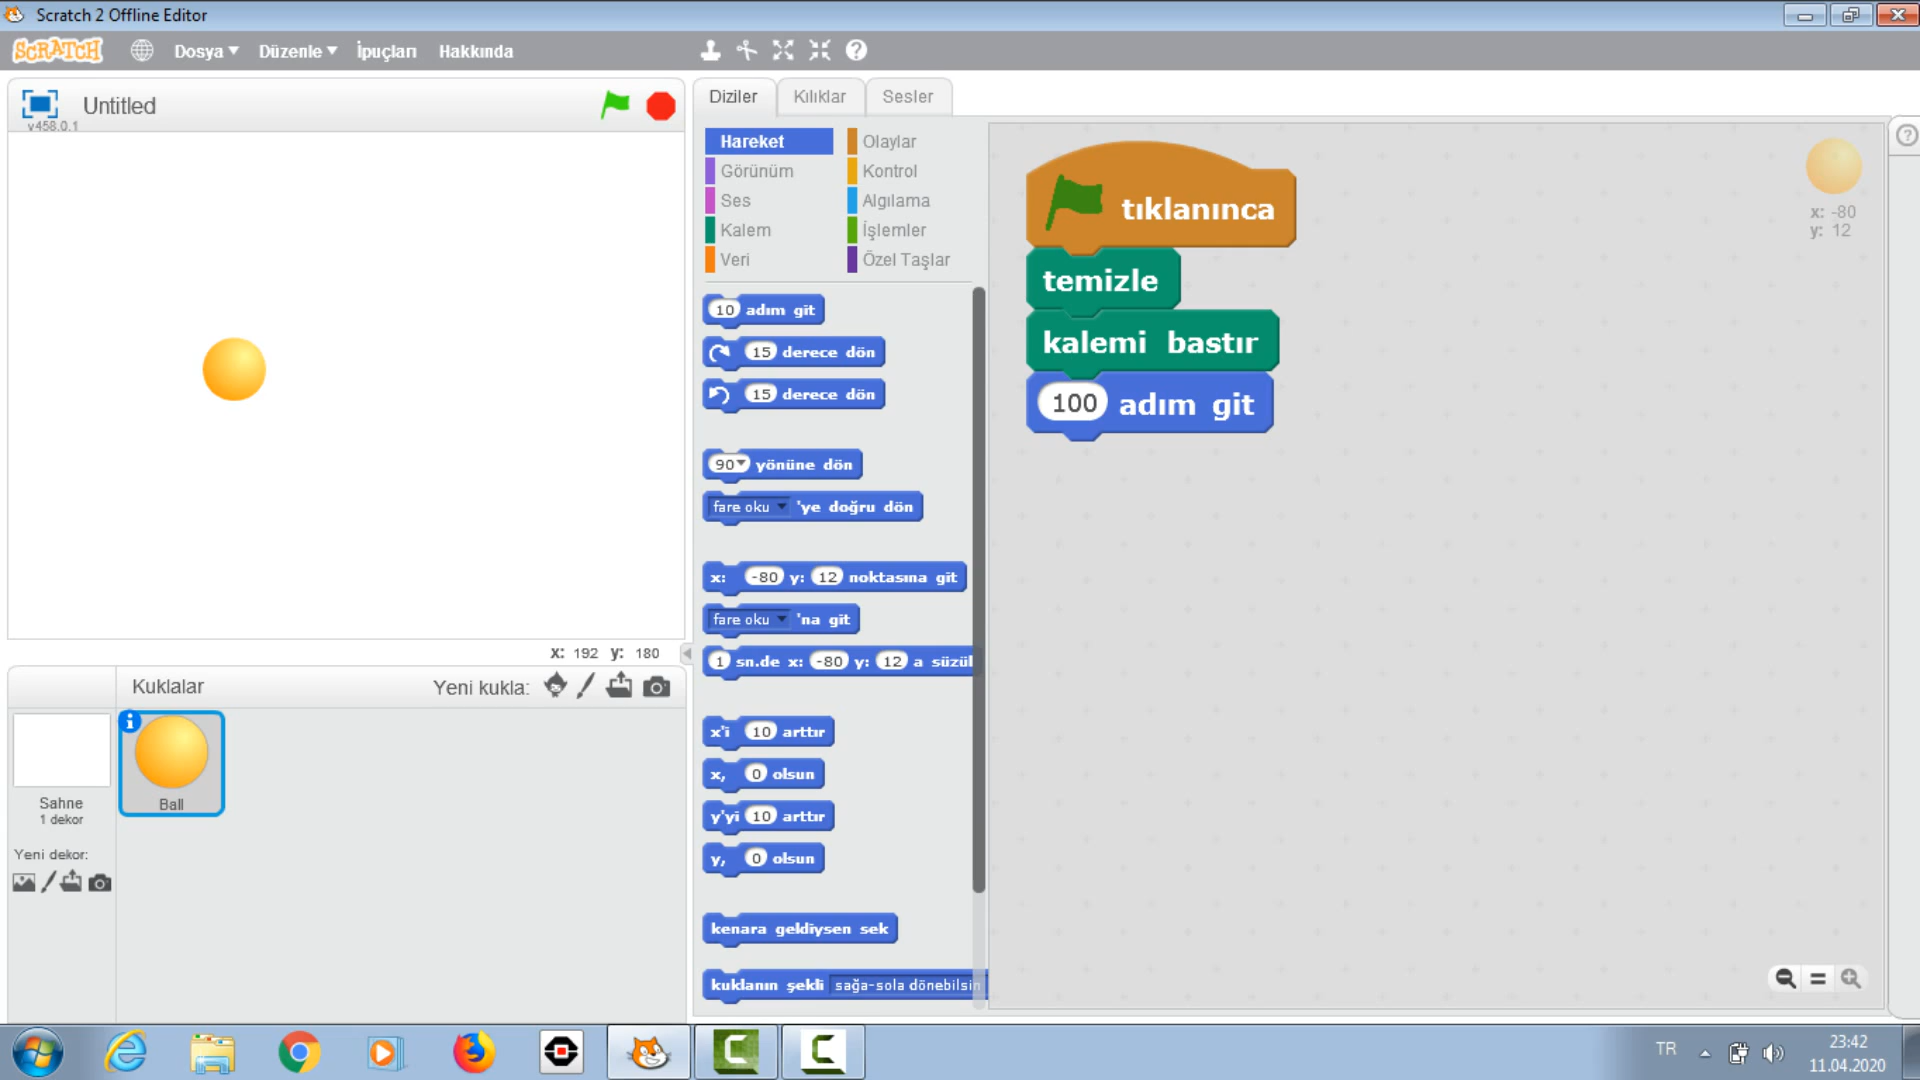 Scratch 2 Offline Editor
SCRATCH
Dosya
Düzenle
İpuçları
Hakkında
Untitled
v458.0.1
Diziler
Kılıklar
Sesler
Hareket
Olaylar
Görünüm
Kontrol
Ses
Algılama
Kalem
İşlemler
Veri
Özel Taşlar
10 adım git
15 derece dön
15 derece dön
90 yönüne dön
fare oku 'ye doğru dön
x: -80 y: 12 noktasına git
fare oku 'na git
1 sn.de x: -80 y: 12 a süzül
x'i 10 arttır
x, 0 olsun
y'yi 10 arttır
y, 0 olsun
kenara geldiysen sek
kuklanın şekli sağa-sola dönebilsin
tıklanınca
temizle
kalemi bastır
100 adım git
x: -80
y: 12
x: 192 y: 180
Kuklalar
Yeni kukla:
Sahne
1 dekor
Ball
Yeni dekor:
TR
23:42
11.04.2020